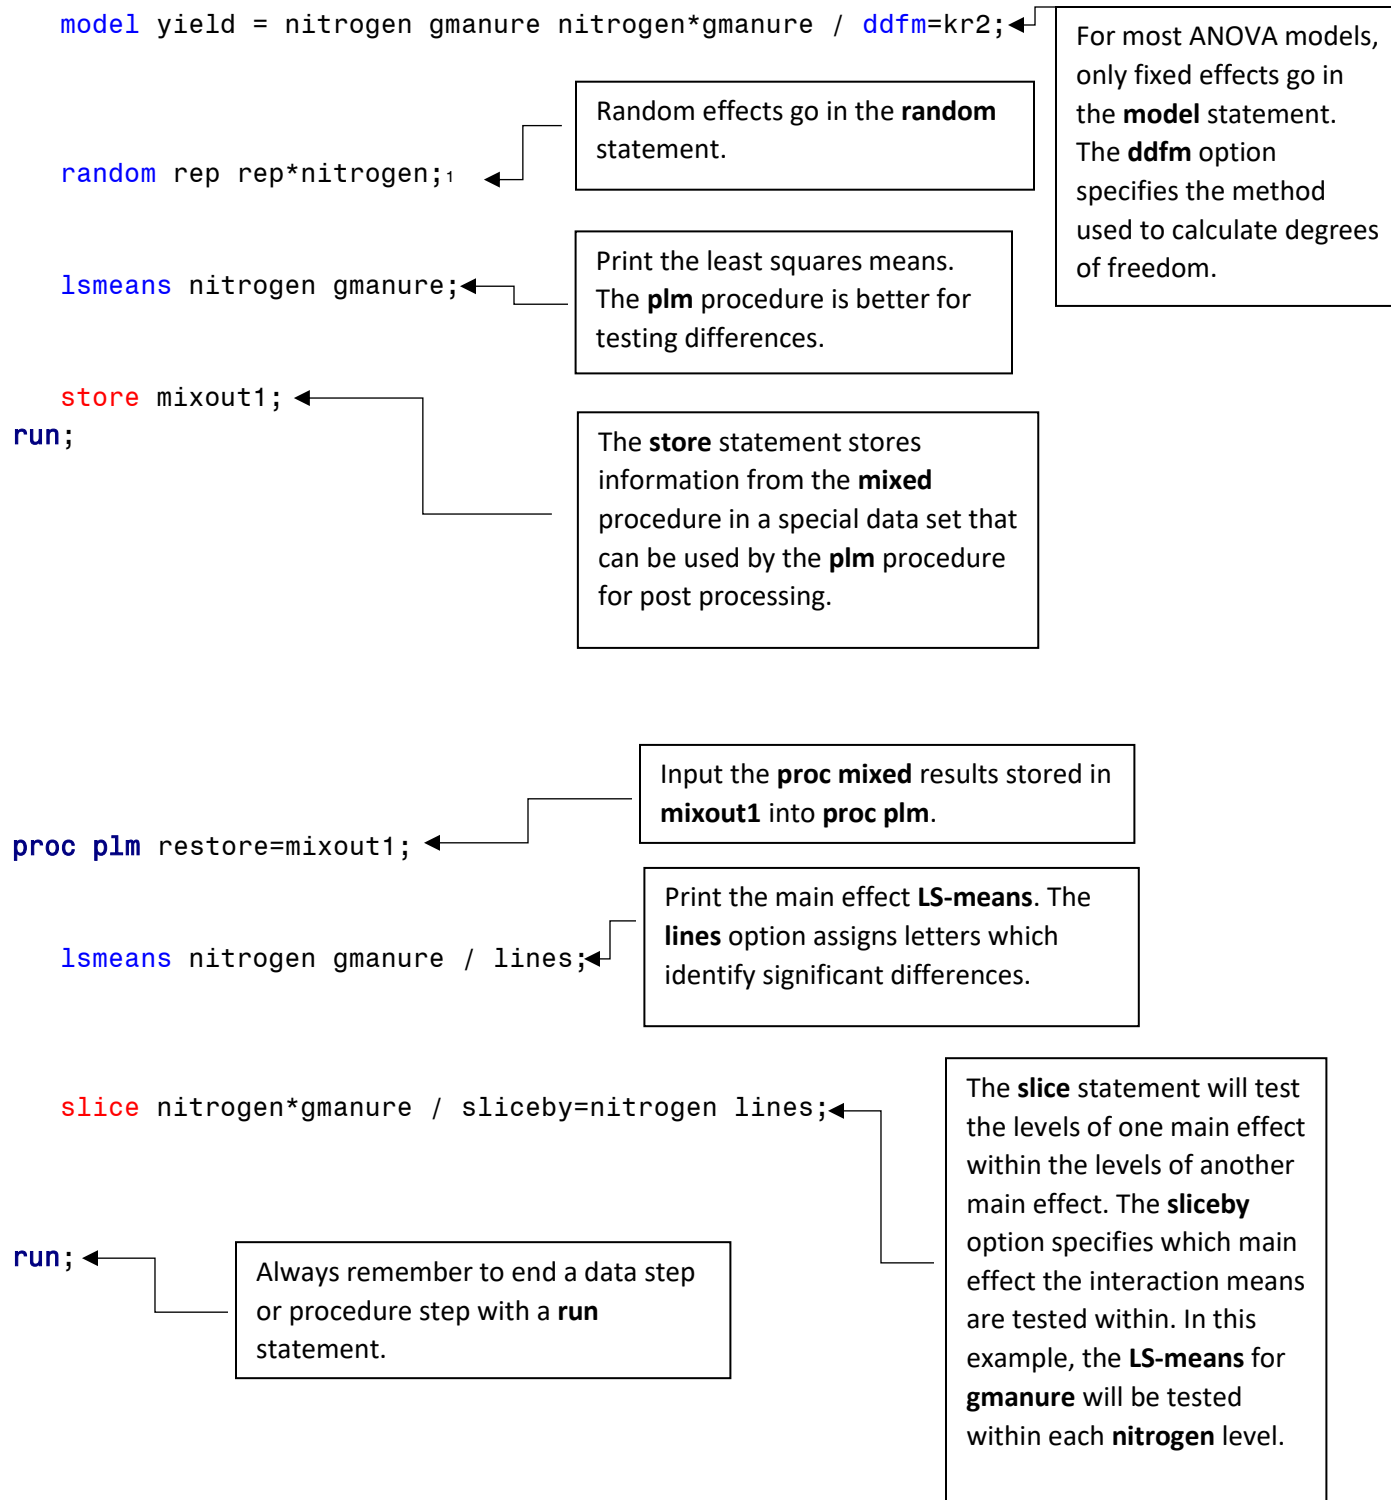 model yield = nitrogen gmanure nitrogen*gmanure / ddfm=kr2;
For most ANOVA models,
only fixed effects go in
the model statement.
The ddfm option
specifies the method
used to calculate degrees
of freedom.
Random effects go in the random
statement.
random rep rep*nitrogen;1
Print the least squares means.
The plm procedure is better for
testing differences.
lsmeans nitrogen gmanure;
store mixout1;
run;
The store statement stores
information from the mixed
procedure in a special data set that
can be used by the plm procedure
for post processing.
Input the proc mixed results stored in
mixout1 into proc plm.
proc plm restore=mixout1;
Print the main effect LS-means. The
lines option assigns letters which
identify significant differences.
lsmeans nitrogen gmanure / lines;
slice nitrogen*gmanure / sliceby=nitrogen lines;
The slice statement will test
the levels of one main effect
within the levels of another
main effect. The sliceby
option specifies which main
effect the interaction means
are tested within. In this
example, the LS-means for
gmanure will be tested
within each nitrogen level.
run;
Always remember to end a data step
or procedure step with a run
statement.